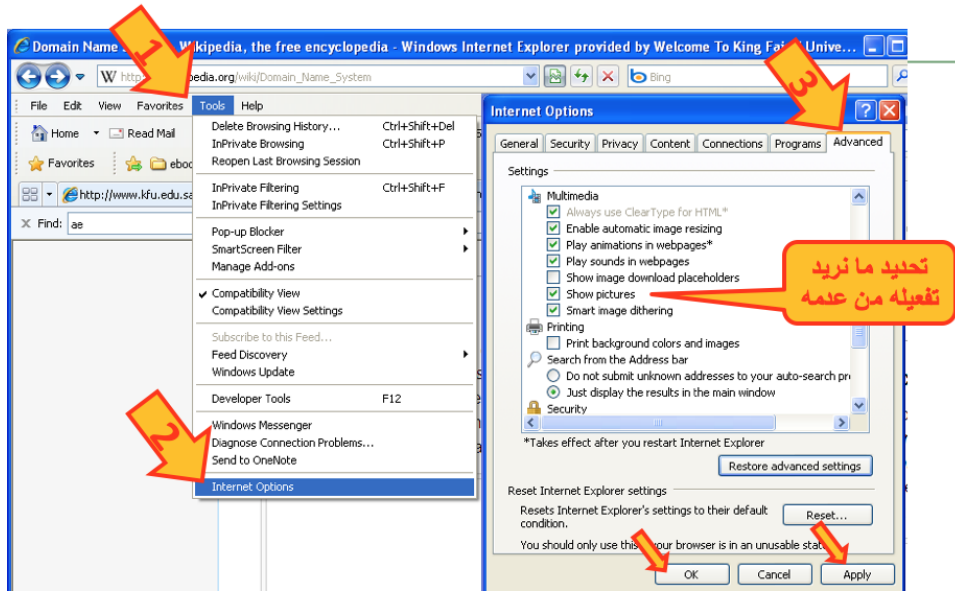 1
Domain Name Wikipedia, the free encyclopedia - Windows Internet Explorer provided by Welcome To King Unive...
W http edia.org/wiki/Domain_Name_System
Bing
File Edit View Favorites Tools Help
Home Read Mail
Favorites
http://www.kfu.edu.sa
X Find: ae
Delete Browsing History... Ctrl+Shift+Del
InPrivate Browsing Ctrl+Shift+P
Reopen Last Browsing Session
InPrivate Filtering Ctrl+Shift+F
InPrivate Filtering Settings
Pop-up Blocker
SmartScreen Filter
Manage Add-ons
Compatibility View
Compatibility View Settings
Subscribe to this Feed...
Feed Discovery
Windows Update
Developer Tools F12
Windows Messenger
Diagnose Connection Problems...
Send to OneNote
Internet Options
2
3
Internet Options
General Security Privacy Content Connections Programs Advanced
Settings
Multimedia
Always use ClearType for HTML*
Enable automatic image resizing
Play animations in webpages*
Play sounds in webpages
Show image download placeholders
Show pictures
Smart image dithering
Printing
Print background colors and images
Search from the Address bar
Do not submit unknown addresses to your auto-search
Just display the results in the main window
Security
*Takes effect after you restart Internet Explorer
Restore advanced settings
Reset Internet Explorer settings
Resets Internet Explorer's settings to their default
condition.
Reset...
You should only use this your browser is in an unusable
OK Cancel Apply
تحديد ما نريد
تفعيله من عدمه